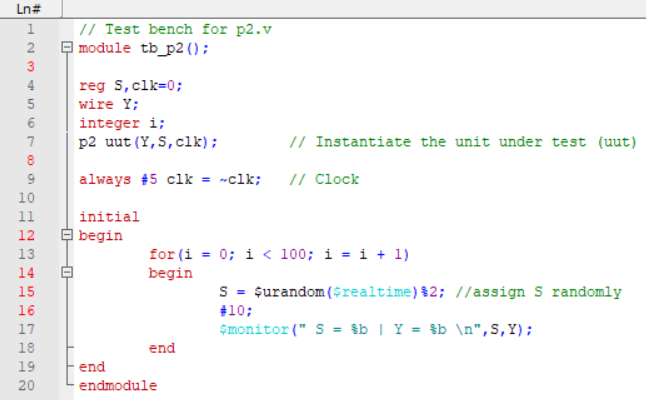 Ln#
1 // Test bench for p2.v
2 module tb_p2();
3
4 reg S,clk=0;
5 wire Y;
6 integer i;
7 p2 uut(Y,S,clk); // Instantiate the unit under test (uut)
8
9 always #5 clk = ~clk; // Clock
10
11 initial
12 begin
13 for(i = 0; i < 100; i = i + 1)
14 begin
15 S = $urandom($realtime)%2; //assign S randomly
16 #10;
17 $monitor(" S = %b | Y = %b \n",S,Y);
18 end
19 end
20 endmodule